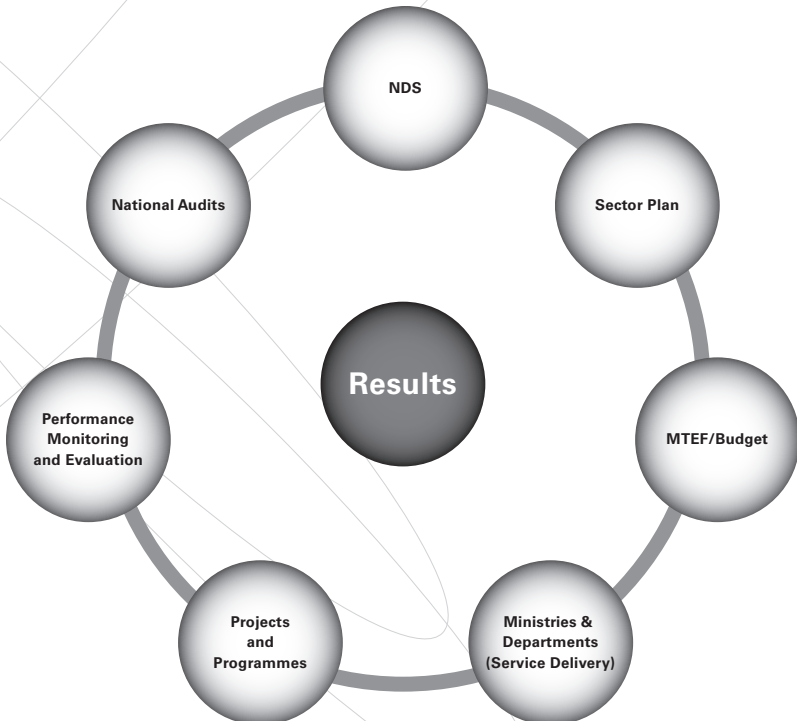 NDS
Sector Plan
MTEF/Budget
Ministries &
Departments
(Service Delivery)
Projects
and
Programmes
Performance
Monitoring
and Evaluation
National Audits
Results